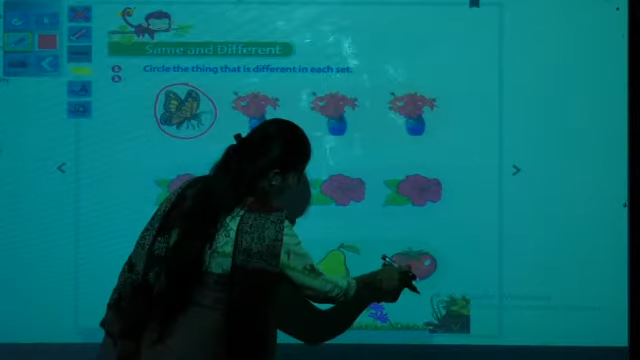 Same and Different
Circle the thing that is different in each set.